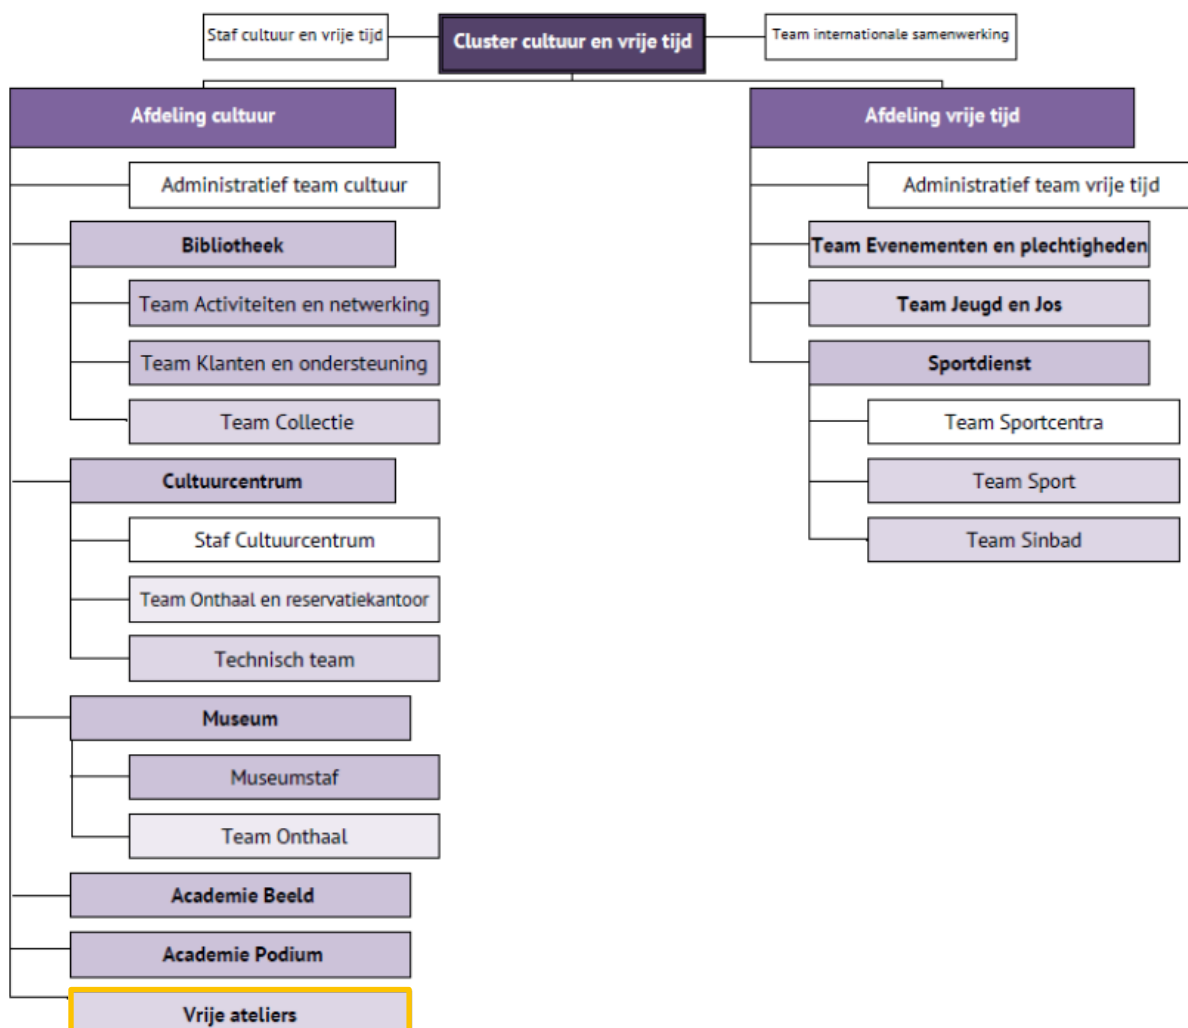 Staf cultuur en vrije tijd
Cluster cultuur en vrije tijd
Team internationale samenwerking
Afdeling cultuur
Administratief team cultuur
Bibliotheek
Team Activiteiten en netwerking
Team Klanten en ondersteuning
Team Collectie
Cultuurcentrum
Staf Cultuurcentrum
Team Onthaal en reservatiekantoor
Technisch team
Museum
Museumstaf
Team Onthaal
Academie Beeld
Academie Podium
Vrije ateliers
Afdeling vrije tijd
Administratief team vrije tijd
Team Evenementen en plechtigheden
Team Jeugd en Jos
Sportdienst
Team Sportcentra
Team Sport
Team Sinbad